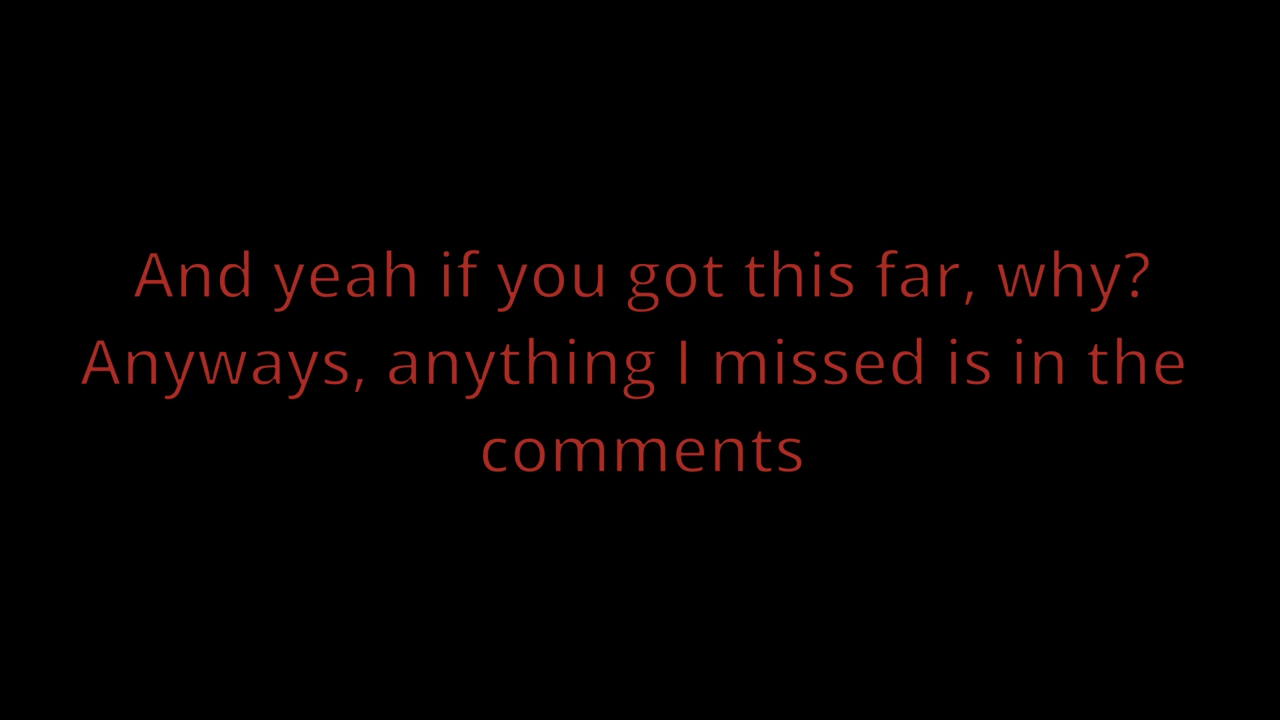 And yeah if you got this far, why?
Anyways, anything I missed is in the
comments